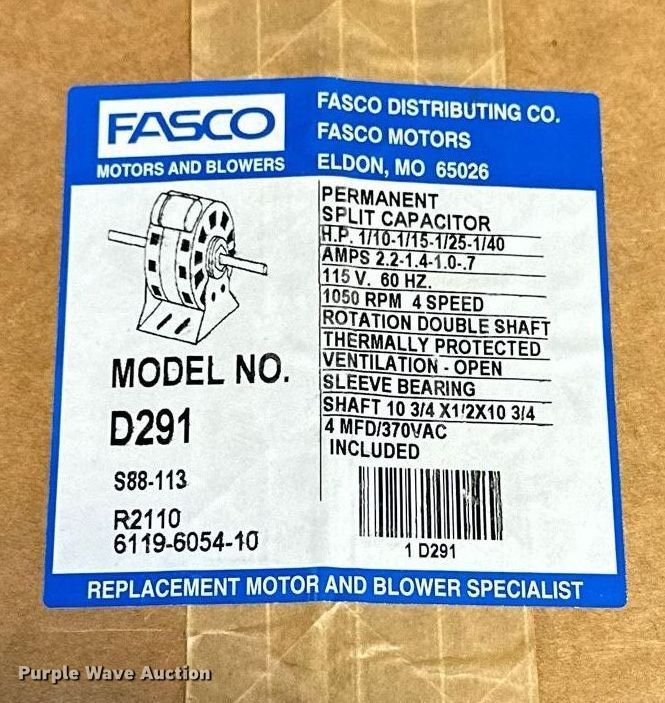 FASCO
MOTORS AND BLOWERS
FASCO DISTRIBUTING CO.
FASCO MOTORS
ELDON, MO 65026
PERMANENT
SPLIT CAPACITOR
H.P. 1/10-1/15-1/25-1/40
AMPS 2.2-1.4-1.0-.7
115 V. 60 HZ.
1050 RPM 4 SPEED
ROTATION DOUBLE SHAFT
THERMALLY PROTECTED
VENTILATION - OPEN
SLEEVE BEARING
SHAFT 10 3/4 X1/2X10 3/4
4 MFD/370VAC
INCLUDED
MODEL NO.
D291
S88-113
R2110
6119-6054-10
1 D291
REPLACEMENT MOTOR AND BLOWER SPECIALIST
Purple Wave Auction